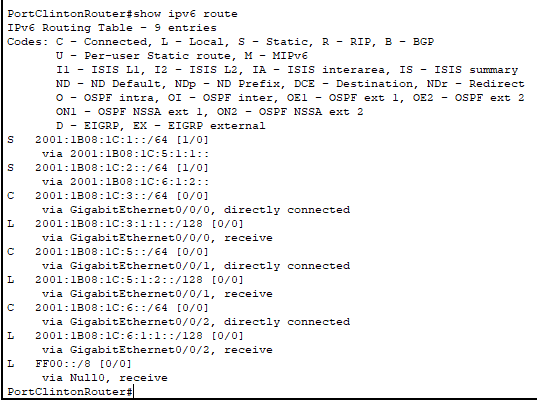 PortClintonRouter#show ipv6 route
IPv6 Routing Table - 9 entries
Codes: C - Connected, L - Local, S - Static, R - RIP, B - BGP
U - Per-user Static route, M - MIPv6
I1 - ISIS L1, I2 - ISIS L2, IA - ISIS interarea, IS - ISIS summary
ND - ND Default, NDp - ND Prefix, DCE - Destination, NDr - Redirect
O - OSPF intra, OI - OSPF inter, OE1 - OSPF ext 1, OE2 - OSPF ext 2
ON1 - OSPF NSSA ext 1, ON2 - OSPF NSSA ext 2
D - EIGRP, EX - EIGRP external
S 2001:1B08:1C:1::/64 [1/0]
via 2001:1B08:1C:5:1:1::
S 2001:1B08:1C:2::/64 [1/0]
via 2001:1B08:1C:6:1:2::
C 2001:1B08:1C:3::/64 [0/0]
via GigabitEthernet0/0/0, directly connected
L 2001:1B08:1C:3:1:1::/128 [0/0]
via GigabitEthernet0/0/0, receive
C 2001:1B08:1C:5::/64 [0/0]
via GigabitEthernet0/0/1, directly connected
L 2001:1B08:1C:5:1:2::/128 [0/0]
via GigabitEthernet0/0/1, receive
C 2001:1B08:1C:6::/64 [0/0]
via GigabitEthernet0/0/2, directly connected
L 2001:1B08:1C:6:1:1::/128 [0/0]
via GigabitEthernet0/0/2, receive
L FF00::/8 [0/0]
via Null0, receive
PortClintonRouter#